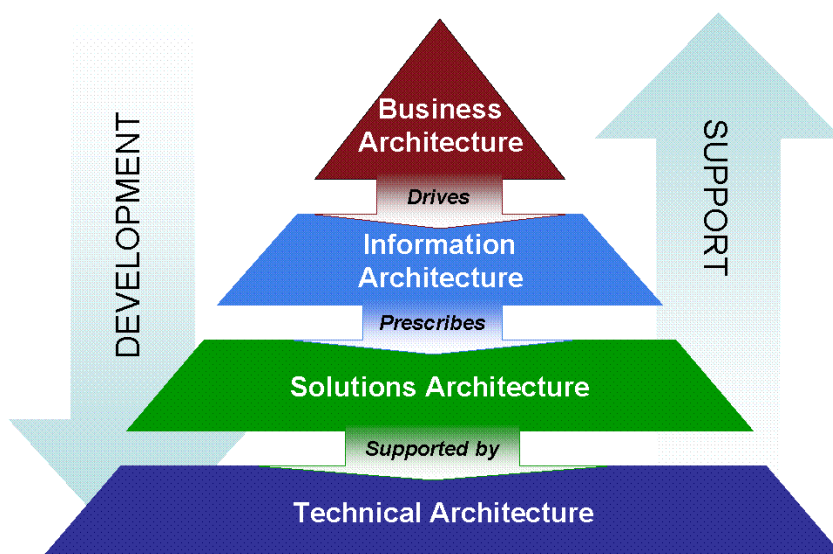 Business
Architecture
Drives
Information
Architecture
Prescribes
Solutions Architecture
Supported by
Technical Architecture
DEVELOPMENT
SUPPORT